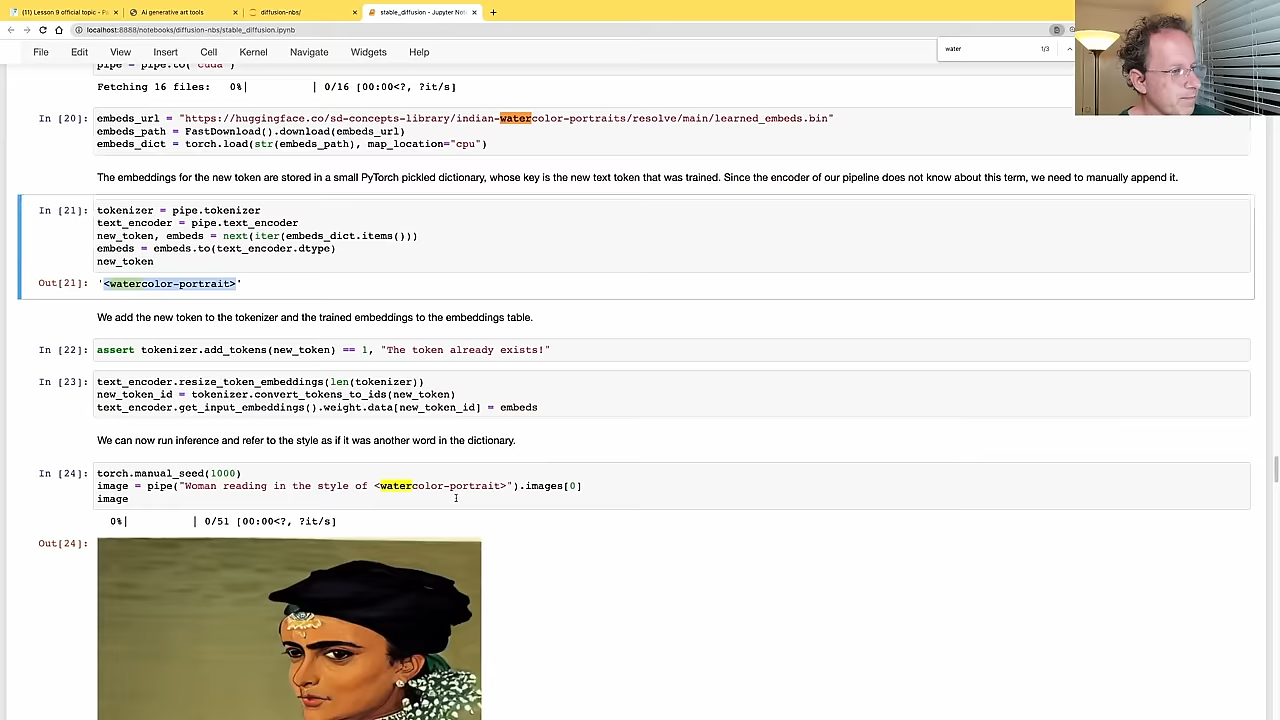 (11) Lesson 9 official topic - Pa
AI generative art tools
diffusion-nbs/
stable_diffusion - Jupyter Not
localhost:8888/notebooks/diffusion-nbs/stable_diffusion.ipynb
File Edit View Insert Cell Kernel Navigate Widgets Help
water 1/3
pipe = pipe.to("cuda")
Fetching 16 files: 0%| | 0/16 [00:00<?, ?it/s]
In [20]: embeds_url = "https://huggingface.co/sd-concepts-library/indian-watercolor-portraits/resolve/main/learned_embeds.bin"
embeds_path = FastDownload().download(embeds_url)
embeds_dict = torch.load(str(embeds_path), map_location="cpu")
The embeddings for the new token are stored in a small PyTorch pickled dictionary, whose key is the new text token that was trained. Since the encoder of our pipeline does not know about this term, we need to manually append it.
In [21]: tokenizer = pipe.tokenizer
text_encoder = pipe.text_encoder
new_token, embeds = next(iter(embeds_dict.items()))
embeds = embeds.to(text_encoder.dtype)
new_token
Out[21]: '<watercolor-portrait>'
We add the new token to the tokenizer and the trained embeddings to the embeddings table.
In [22]: assert tokenizer.add_tokens(new_token) == 1, "The token already exists!"
In [23]: text_encoder.resize_token_embeddings(len(tokenizer))
new_token_id = tokenizer.convert_tokens_to_ids(new_token)
text_encoder.get_input_embeddings().weight.data[new_token_id] = embeds
We can now run inference and refer to the style as if it was another word in the dictionary.
In [24]: torch.manual_seed(1000)
image = pipe("Woman reading in the style of <watercolor-portrait>").images[0]
image
0%| | 0/51 [00:00<?, ?it/s]
Out[24]: